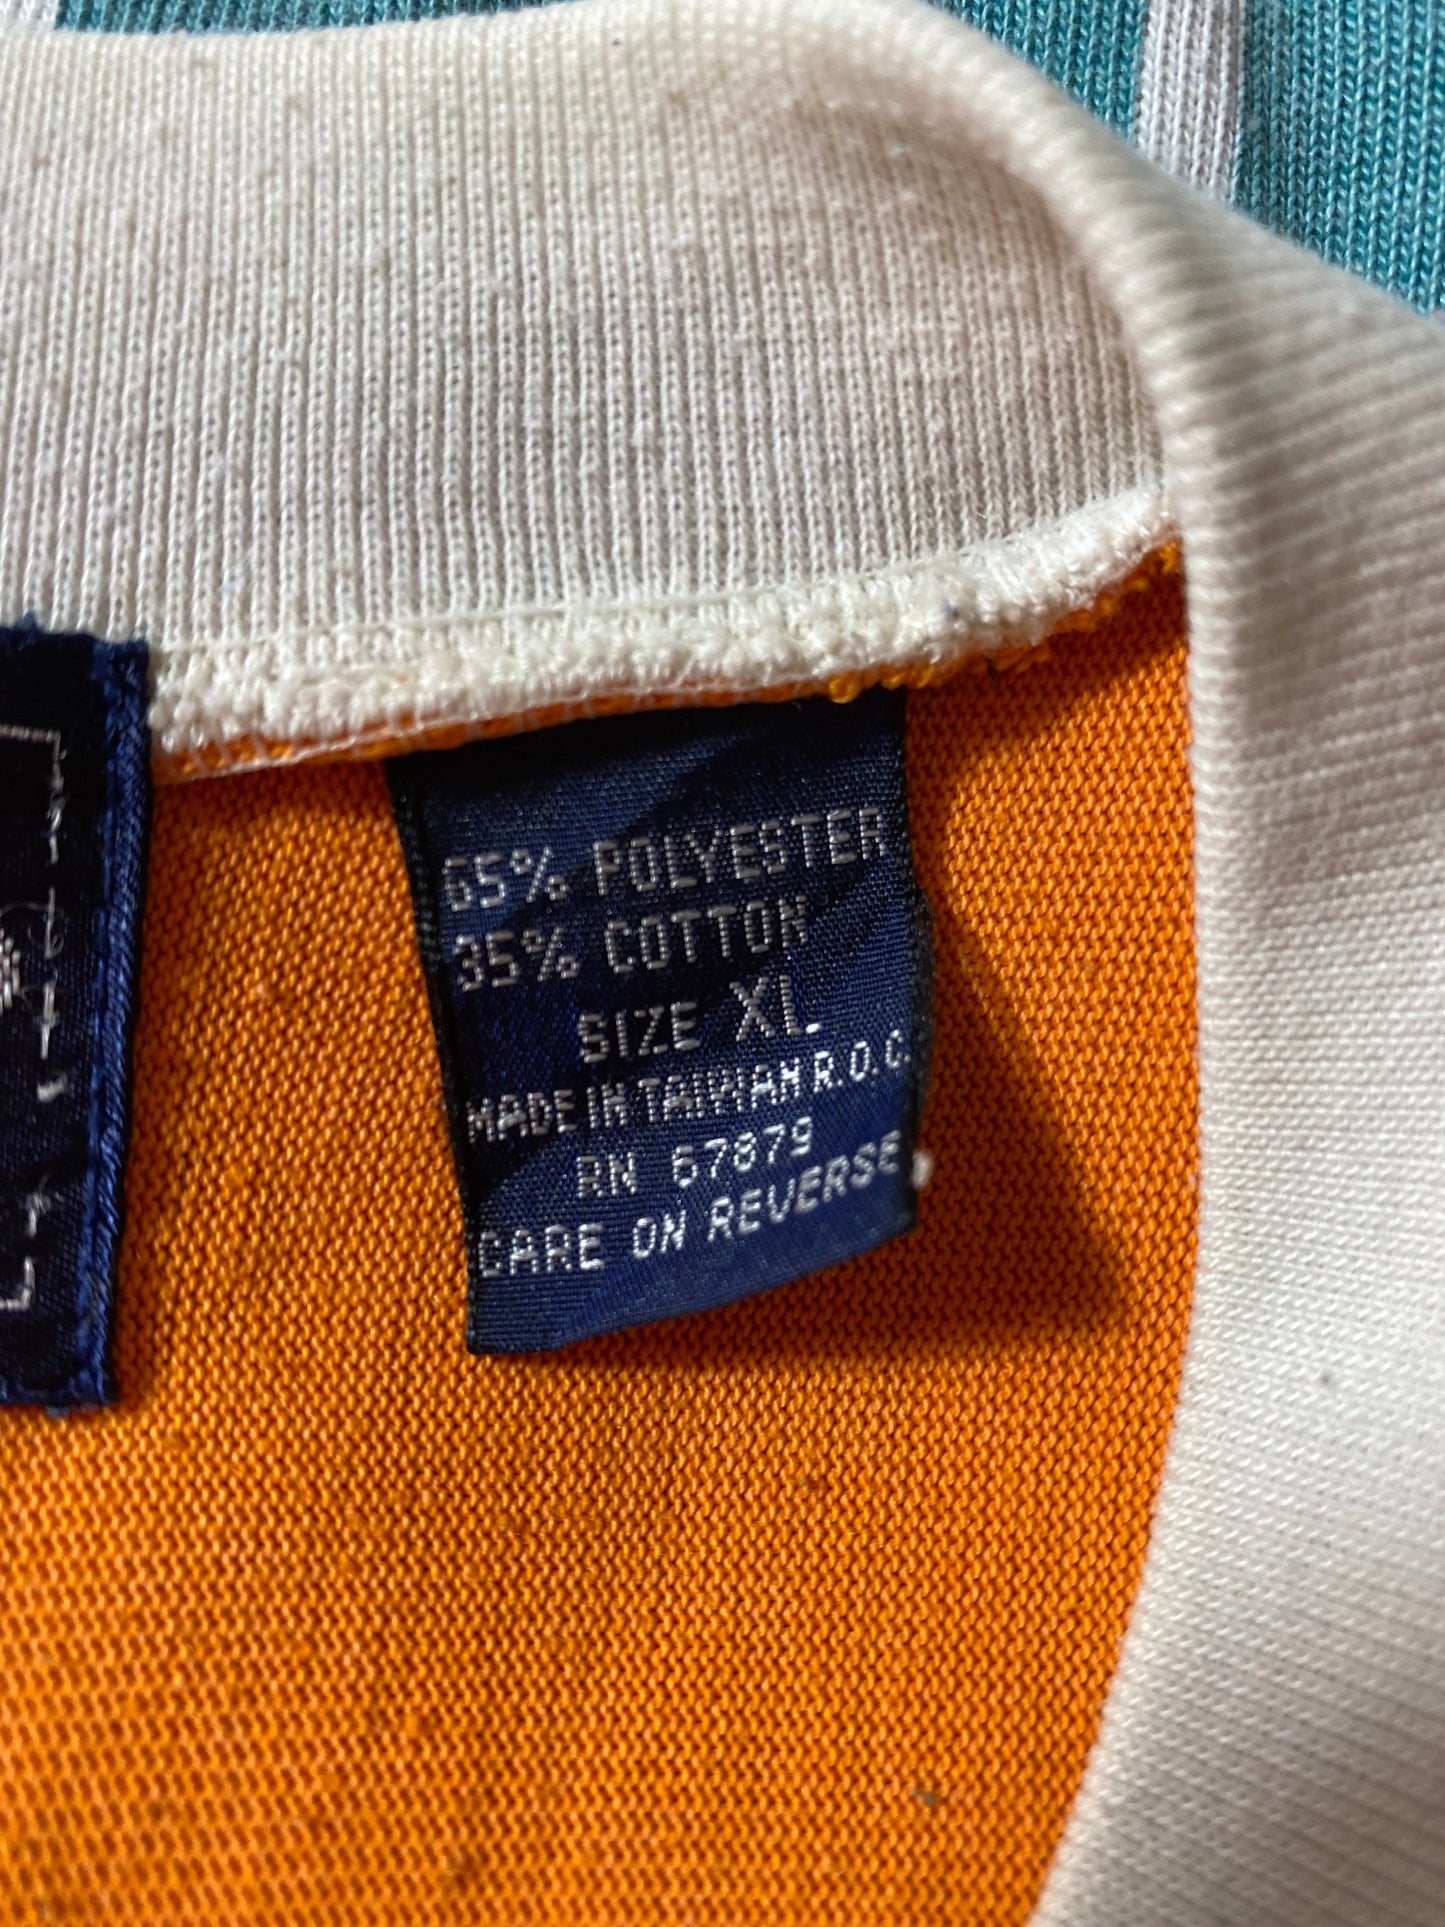 65% POLYESTER
35% COTTON
SIZE XL
MADE IN TAIWAN R.O.C.
RN 67879
CARE ON REVERSE